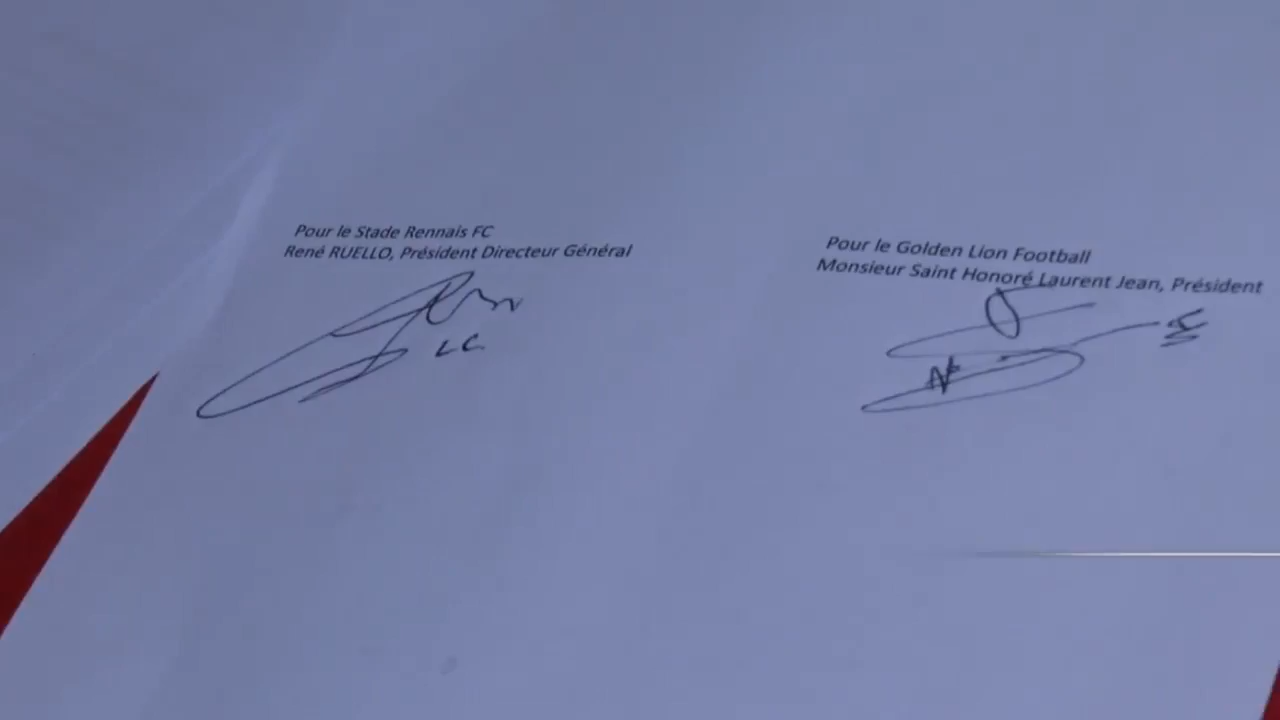 Pour le Stade Rennais FC
René RUELLO, Président Directeur Général
LC
Pour le Golden Lion Football
Monsieur Saint Honoré Laurent Jean, Président